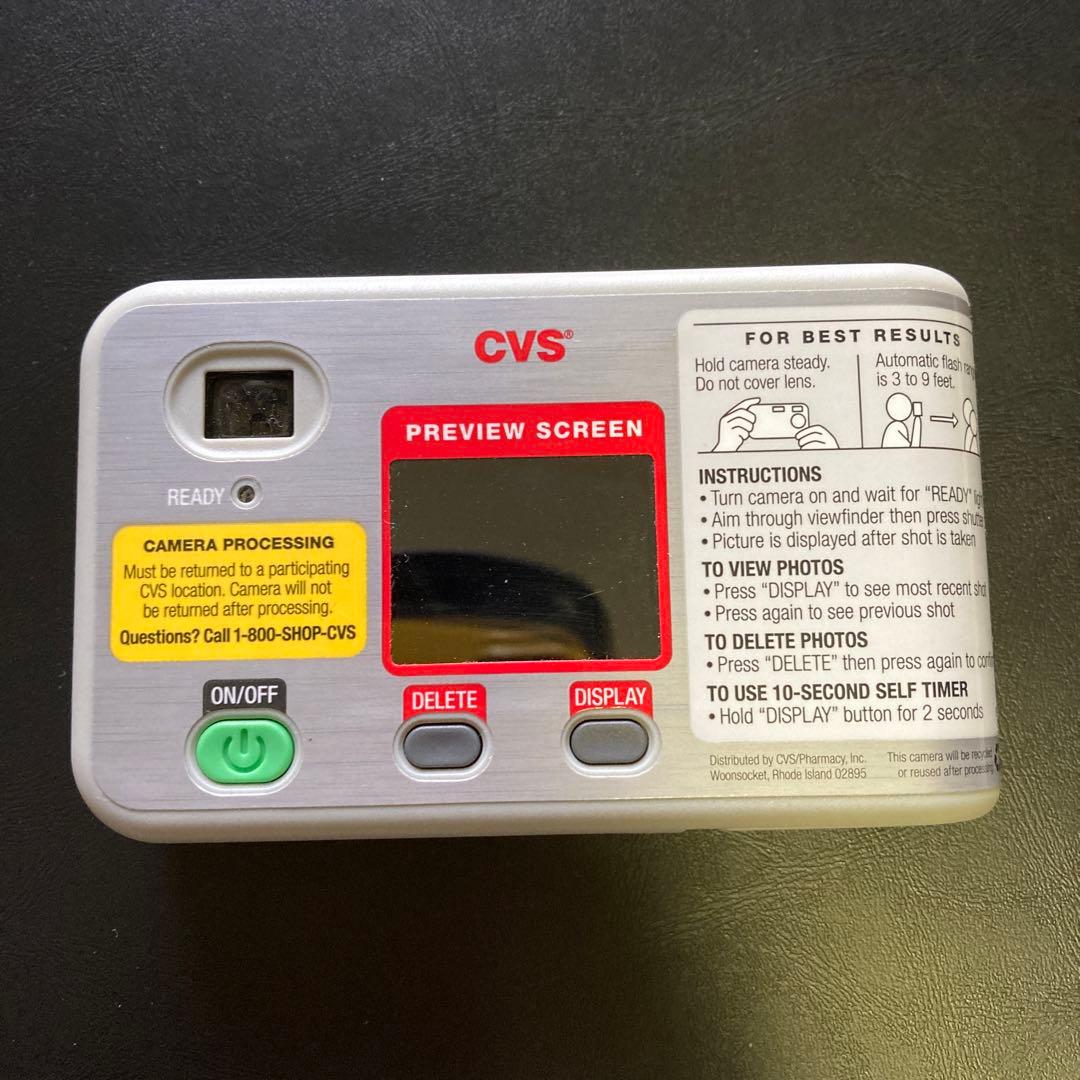 CVS®
FOR BEST RESULTS
Hold camera steady.
Do not cover lens.
Automatic flash
is 3 to 9 feet.
PREVIEW SCREEN
READY
CAMERA PROCESSING
Must be returned to a participating
CVS location. Camera will not
be returned after processing.
Questions? Call 1-800-SHOP-CVS
INSTRUCTIONS
• Turn camera on and wait for “READY”
• Aim through viewfinder then press
• Picture is displayed after shot is taken
TO VIEW PHOTOS
• Press “DISPLAY” to see most recent shot
• Press again to see previous shot
TO DELETE PHOTOS
• Press “DELETE” then press again to
TO USE 10-SECOND SELF TIMER
• Hold “DISPLAY” button for 2 seconds
ON/OFF
DELETE
DISPLAY
Distributed by CVS/Pharmacy, Inc.
Woonsocket, Rhode Island 02895
This camera will be recycled
or reused after processing.